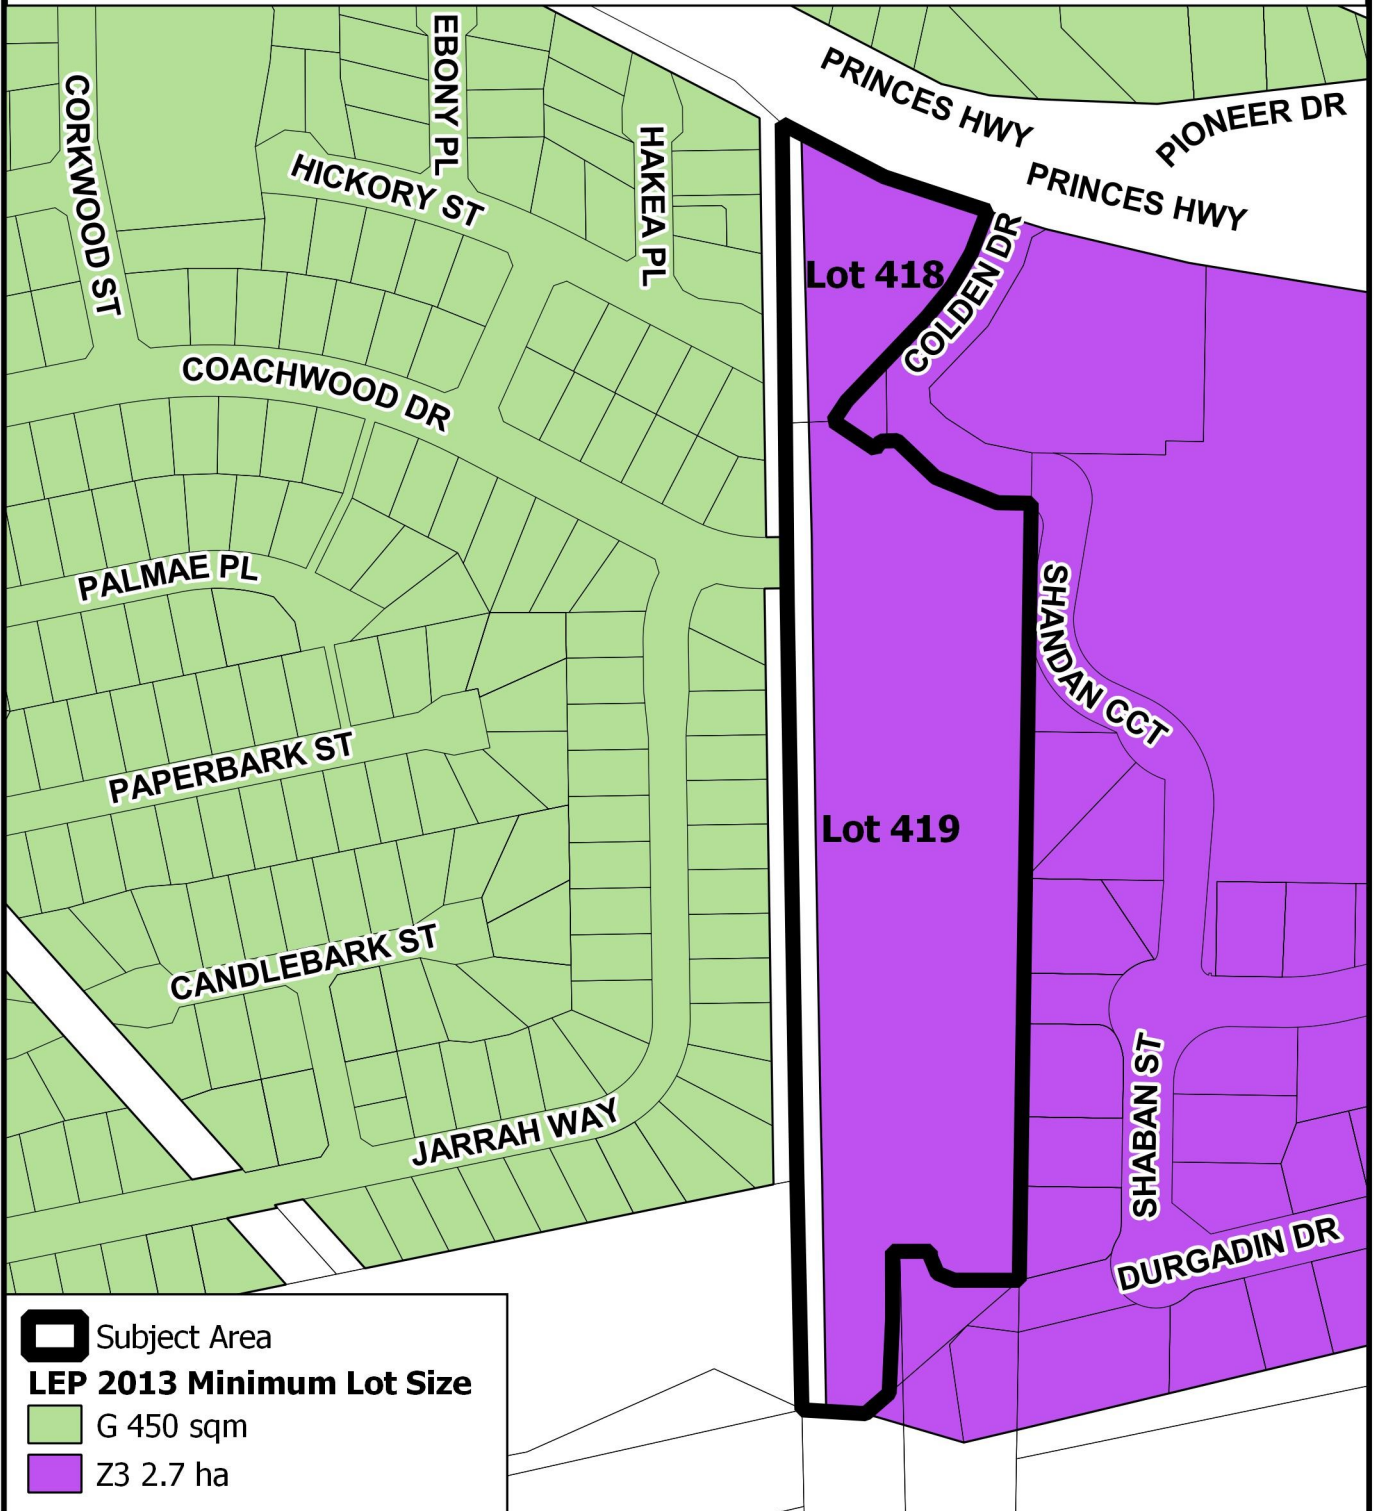 EBONY PL
PRINCES HWY
PIONEER DR
CORKWOOD ST
HAKEA PL
HICKORY ST
PRINCES HWY
Lot 418
COLDEN DR
COACHWOOD DR
PALMAE PL
SHANDAN CCT
PAPERBARK ST
Lot 419
CANDLEBARK ST
JARRAH WAY
SHABAN ST
DURGADIN DR
Subject Area
LEP 2013 Minimum Lot Size
G 450 sqm
Z3 2.7 ha